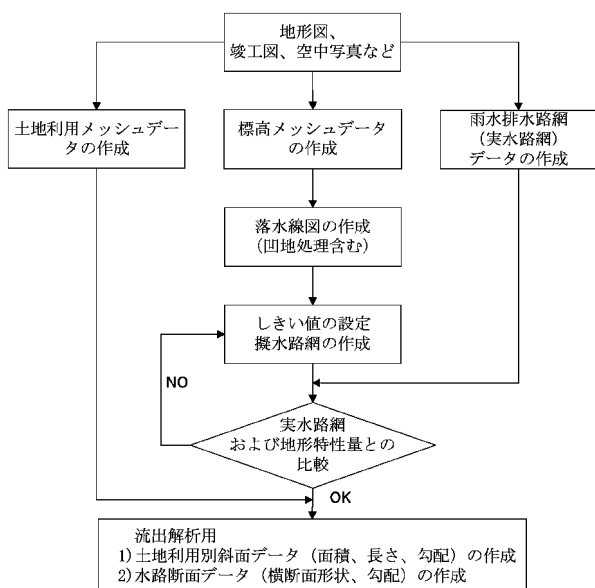 地形図、
竣工図、空中写真など
土地利用メッシュデー
タの作成
標高メッシュデータ
の作成
雨水排水路網
(実水路網)
データの作成
落水線図の作成
(凹地処理含む)
しきい値の設定
擬水路網の作成
NO
実水路網
および地形特性量との
比較
OK
流出解析用
1)土地利用別斜面データ(面積、長さ、勾配)の作成
2)水路断面データ(横断面形状、勾配)の作成